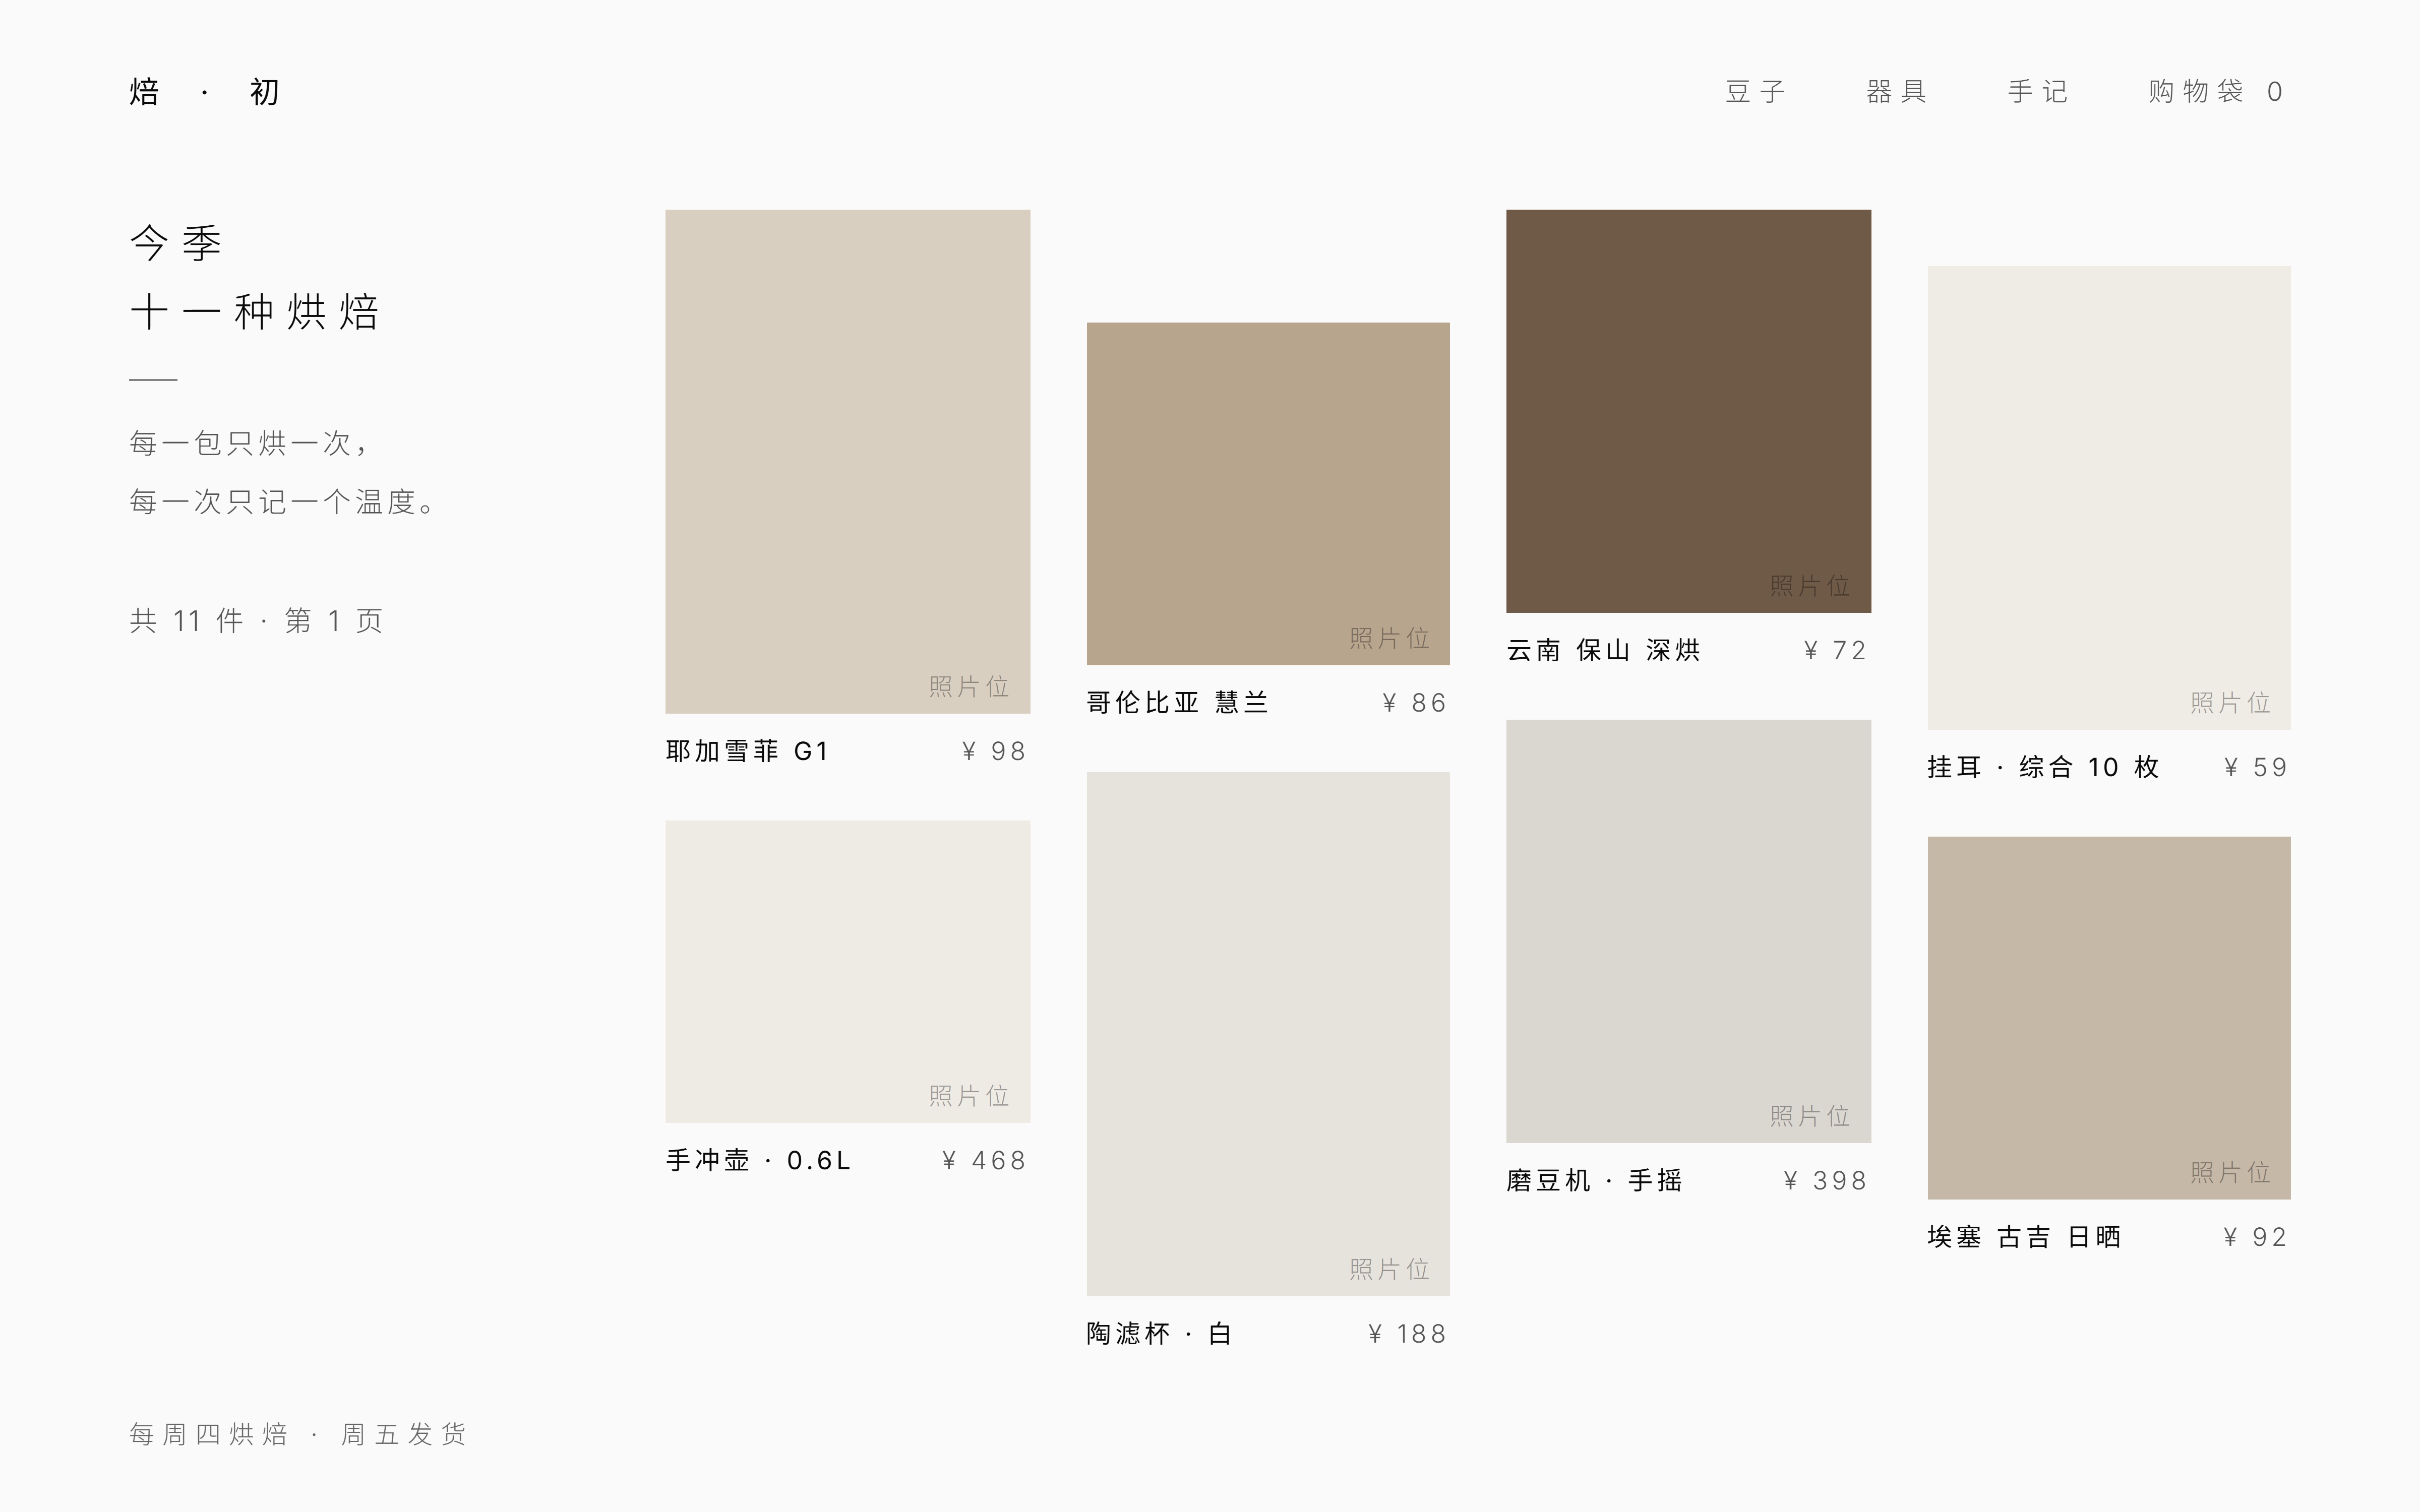 焙 · 初
豆子 器具 手记 购物袋 0
今季
十一种烘焙
每一包只烘一次，
每一次只记一个温度。
共 11 件 · 第 1 页
照片位
耶加雪菲 G1 ¥ 98
照片位
哥伦比亚 慧兰 ¥ 86
照片位
云南 保山 深烘 ¥ 72
照片位
挂耳 · 综合 10 枚 ¥ 59
照片位
手冲壶 · 0.6L ¥ 468
照片位
陶滤杯 · 白 ¥ 188
照片位
磨豆机 · 手摇 ¥ 398
照片位
埃塞 古吉 日晒 ¥ 92
每周四烘焙 · 周五发货